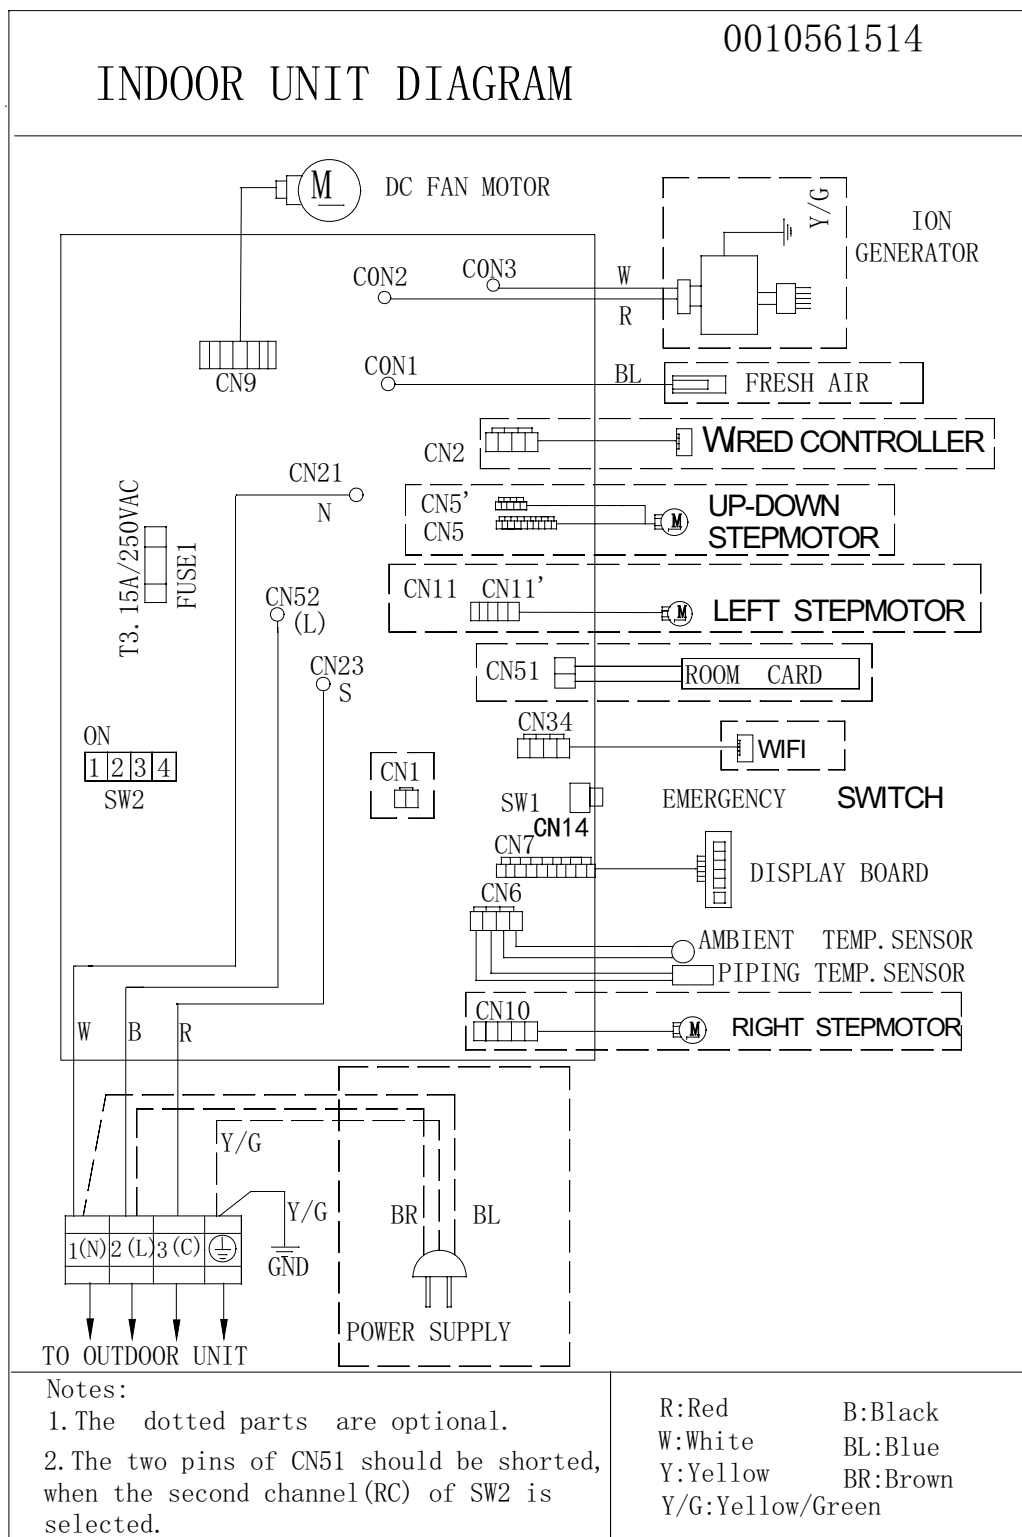 0010561514
INDOOR UNIT DIAGRAM
M
DC FAN MOTOR
Y/G
ION
GENERATOR
CON2
CON3
W
R
CN9
CON1
BL
FRESH AIR
CN2
WIRED CONTROLLER
CN21
N
CN5'
CN5
M
UP-DOWN
STEPMOTOR
T3.15A/250VAC
FUSE1
CN52
(L)
CN11 CN11'
M
LEFT STEPMOTOR
CN23
S
CN51
ROOM CARD
ON
1 2 3 4
SW2
CN1
CN34
WIFI
SW1
EMERGENCY SWITCH
CN14
CN7
DISPLAY BOARD
CN6
AMBIENT TEMP.SENSOR
PIPING TEMP.SENSOR
CN10
M
RIGHT STEPMOTOR
W B R
Y/G
Y/G
BR
BL
1(N) 2(L) 3(C)
GND
POWER SUPPLY
TO OUTDOOR UNIT
Notes:
1.The dotted parts are optional.
2.The two pins of CN51 should be shorted,
when the second channel(RC) of SW2 is
selected.
R:Red B:Black
W:White BL:Blue
Y:Yellow BR:Brown
Y/G:Yellow/Green